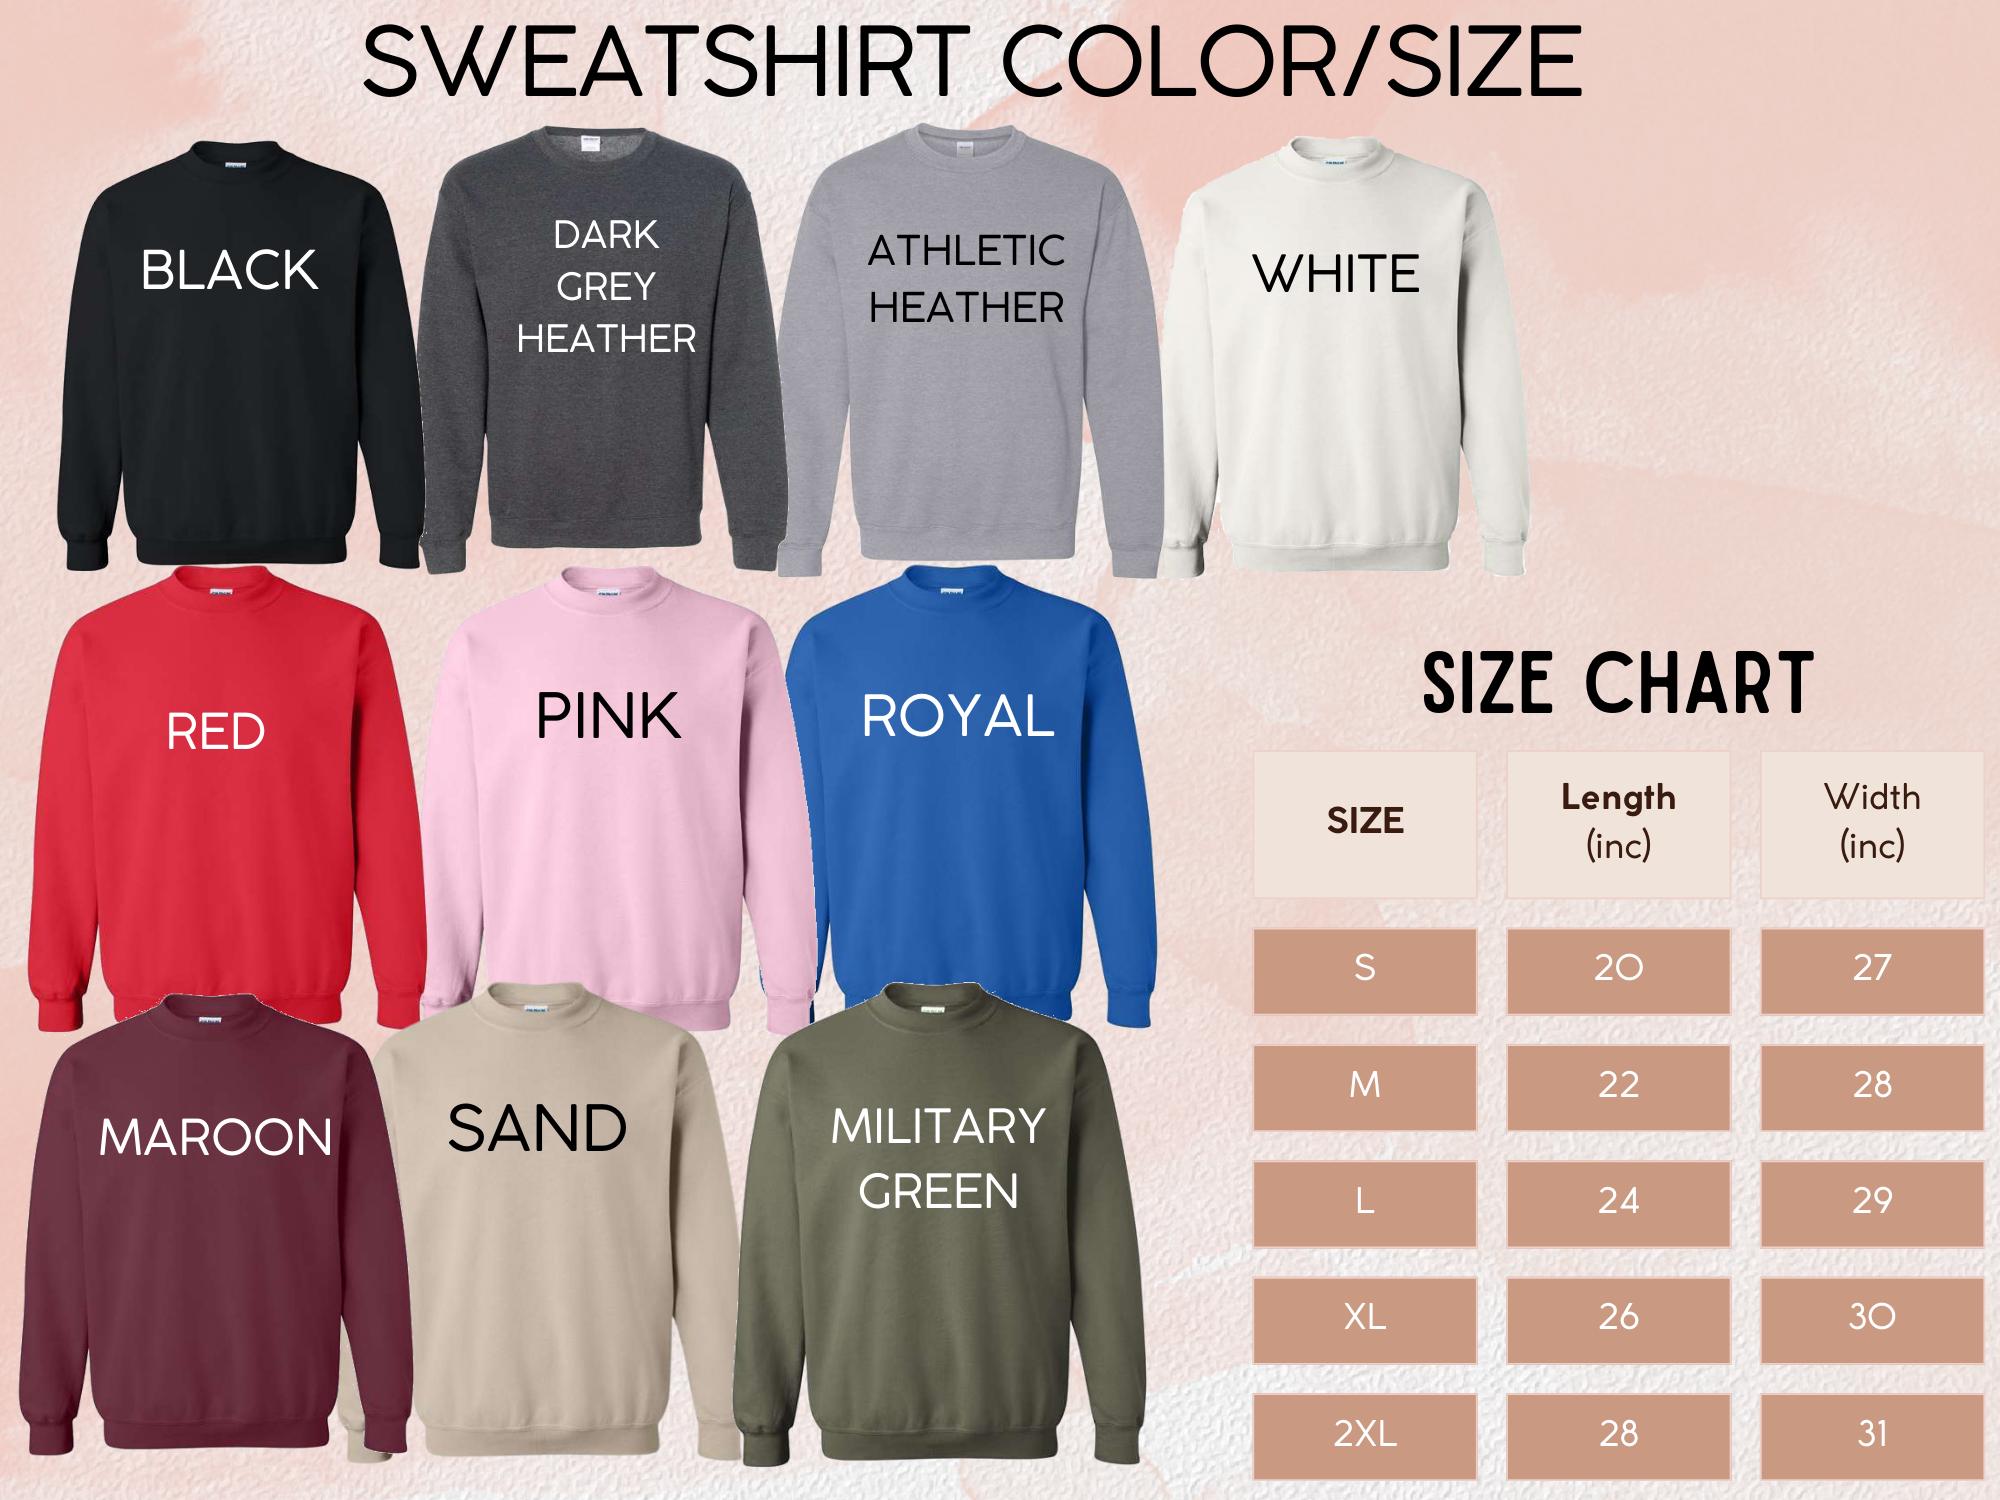 SWEATSHIRT COLOR/SIZE
BLACK
DARK
GREY
HEATHER
ATHLETIC
HEATHER
WHITE
RED
PINK
ROYAL
MAROON
SAND
MILITARY
GREEN
SIZE CHART
SIZE
Length
(inc)
Width
(inc)
S 20 27
M 22 28
L 24 29
XL 26 30
2XL 28 31